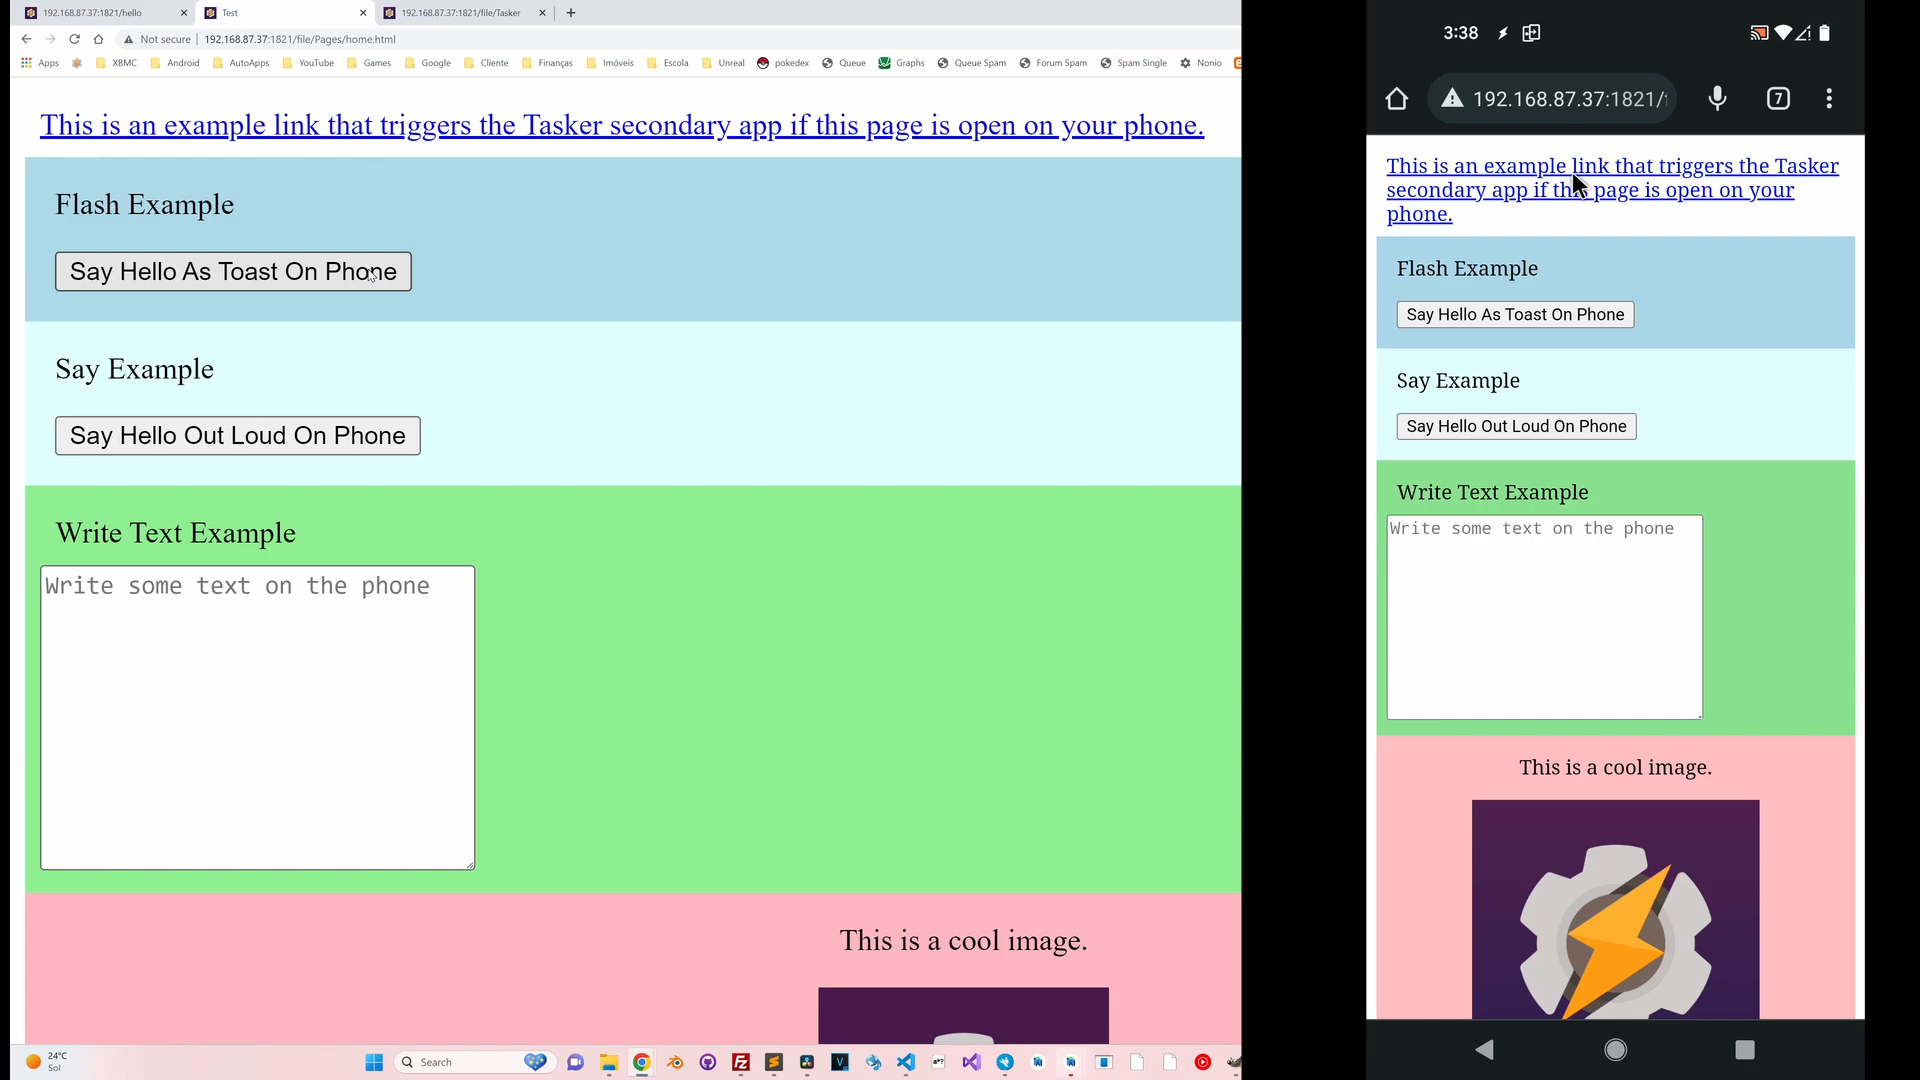 192.168.87.37:1821/hello
Test
192.168.87.37:1821/file/Tasker
Not secure
192.168.87.37:1821/file/Pages/home.html
Apps
XBMC
Android
AutoApps
YouTube
Games
Google
Cliente
Finanças
Imóveis
Escola
Unreal
pokedex
Queue
Graphs
Queue Spam
Forum Spam
Spam Single
Nonio
This is an example link that triggers the Tasker secondary app if this page is open on your phone.
Flash Example
Say Hello As Toast On Phone
Say Example
Say Hello Out Loud On Phone
Write Text Example
Write some text on the phone
This is a cool image.
24°C
Sol
Search
3:38
192.168.87.37:1821/
7
This is an example link that triggers the Tasker
secondary app if this page is open on your
phone.
Flash Example
Say Hello As Toast On Phone
Say Example
Say Hello Out Loud On Phone
Write Text Example
Write some text on the phone
This is a cool image.